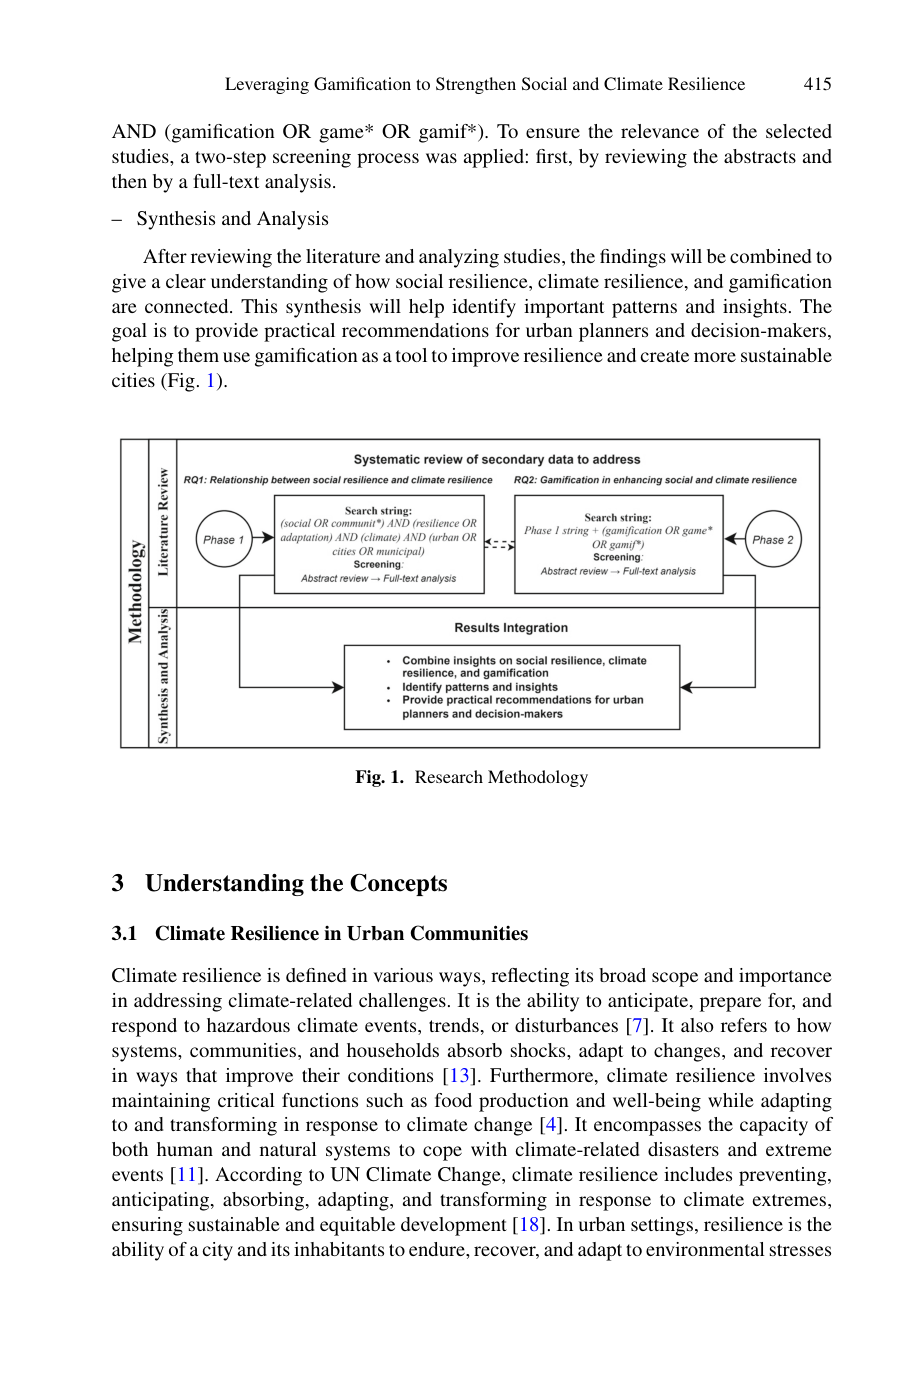 Leveraging Gamification to Strengthen Social and Climate Resilience 415
AND (gamification OR game* OR gamif*). To ensure the relevance of the selected
studies, a two-step screening process was applied: first, by reviewing the abstracts and
then by a full-text analysis.
– Synthesis and Analysis
After reviewing the literature and analyzing studies, the findings will be combined to
give a clear understanding of how social resilience, climate resilience, and gamification
are connected. This synthesis will help identify important patterns and insights. The
goal is to provide practical recommendations for urban planners and decision-makers,
helping them use gamification as a tool to improve resilience and create more sustainable
cities (Fig. 1).
Methodology
Literature Review
Systematic review of secondary data to address
RQ1: Relationship between social resilience and climate resilience
RQ2: Gamification in enhancing social and climate resilience
Phase 1
Search string:
(social OR communit*) AND (resilience OR
adaptation) AND (climate) AND (urban OR
cities OR municipal)
Screening:
Abstract review → Full-text analysis
Search string:
Phase 1 string + (gamification OR game*
OR gamif*)
Screening:
Abstract review → Full-text analysis
Phase 2
Synthesis and Analysis
Results Integration
• Combine insights on social resilience, climate
resilience, and gamification
• Identify patterns and insights
• Provide practical recommendations for urban
planners and decision-makers
Fig. 1. Research Methodology
3 Understanding the Concepts
3.1 Climate Resilience in Urban Communities
Climate resilience is defined in various ways, reflecting its broad scope and importance
in addressing climate-related challenges. It is the ability to anticipate, prepare for, and
respond to hazardous climate events, trends, or disturbances [7]. It also refers to how
systems, communities, and households absorb shocks, adapt to changes, and recover
in ways that improve their conditions [13]. Furthermore, climate resilience involves
maintaining critical functions such as food production and well-being while adapting
to and transforming in response to climate change [4]. It encompasses the capacity of
both human and natural systems to cope with climate-related disasters and extreme
events [11]. According to UN Climate Change, climate resilience includes preventing,
anticipating, absorbing, adapting, and transforming in response to climate extremes,
ensuring sustainable and equitable development [18]. In urban settings, resilience is the
ability of a city and its inhabitants to endure, recover, and adapt to environmental stresses